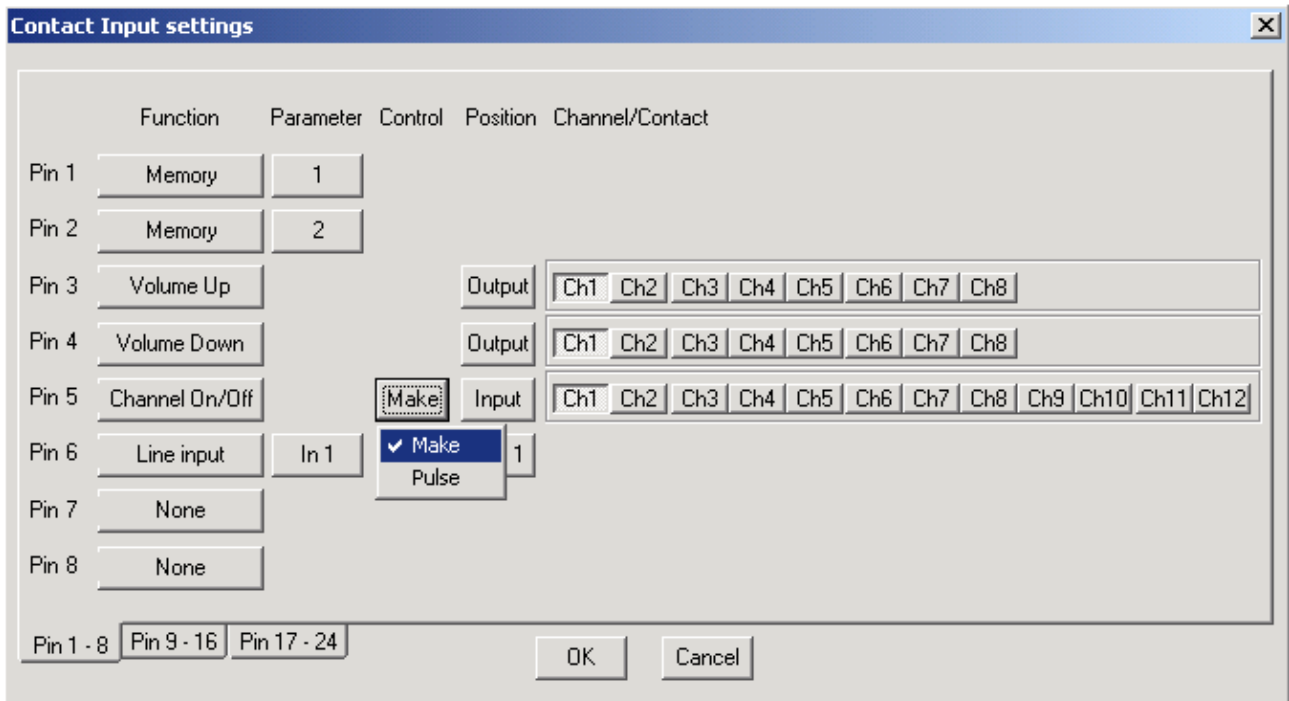 Contact Input settings
Function Parameter Control Position Channel/Contact
Pin 1 Memory 1
Pin 2 Memory 2
Pin 3 Volume Up Output Ch1 Ch2 Ch3 Ch4 Ch5 Ch6 Ch7 Ch8
Pin 4 Volume Down Output Ch1 Ch2 Ch3 Ch4 Ch5 Ch6 Ch7 Ch8
Pin 5 Channel On/Off Make Input Ch1 Ch2 Ch3 Ch4 Ch5 Ch6 Ch7 Ch8 Ch9 Ch10 Ch11 Ch12
Pin 6 Line input In 1 Make 1
Pulse
Pin 7 None
Pin 8 None
Pin 1 - 8 Pin 9 - 16 Pin 17 - 24 OK Cancel